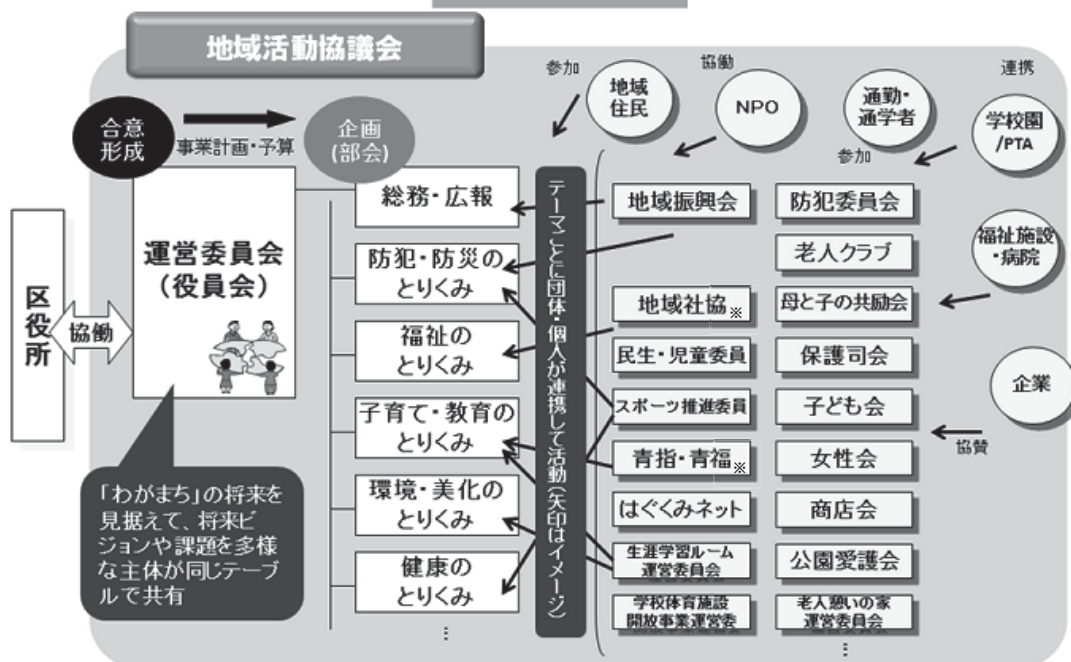 地域活動協議会
合意
形成
事業計画・予算
企画
(部会)
参加
地域
住民
協働
NPO
通勤・
通学者
参加
連携
学校園
/PTA
福祉施設
・病院
企業
協賛
区役所
協働
運営委員会
（役員会）
「わがまち」の将来を
見据えて、将来ビ
ジョンや課題を多様
な主体が同じテーブ
ルで共有
総務・広報
防犯・防災の
とりくみ
福祉の
とりくみ
子育て・教育の
とりくみ
環境・美化の
とりくみ
健康の
とりくみ
…
テーマごとに団体・個人が連携して活動（矢印はイメージ）
地域振興会
地域社協※
民生・児童委員
スポーツ推進委員
青指・青福※
はぐくみネット
生涯学習ルーム
運営委員会
学校体育施設
開放事業運営委
防犯委員会
老人クラブ
母と子の共励会
保護司会
子ども会
女性会
商店会
公園愛護会
老人憩いの家
運営委員会
…